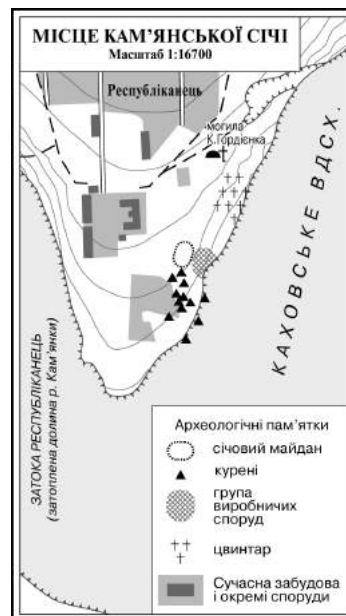 МІСЦЕ КАМ'ЯНСЬКОЇ СІЧІ
Масштаб 1:16700
Республіканець
могила
К.Гордієнка
КАХОВСЬКЕ ВДСХ.
ЗАТОКА РЕСПУБЛІКАНЕЦЬ
(затоплена долина р. Кам'янки)
Археологічні пам'ятки
січовий майдан
курені
група
виробничих
споруд
цвинтар
Сучасна забудова
і окремі споруди